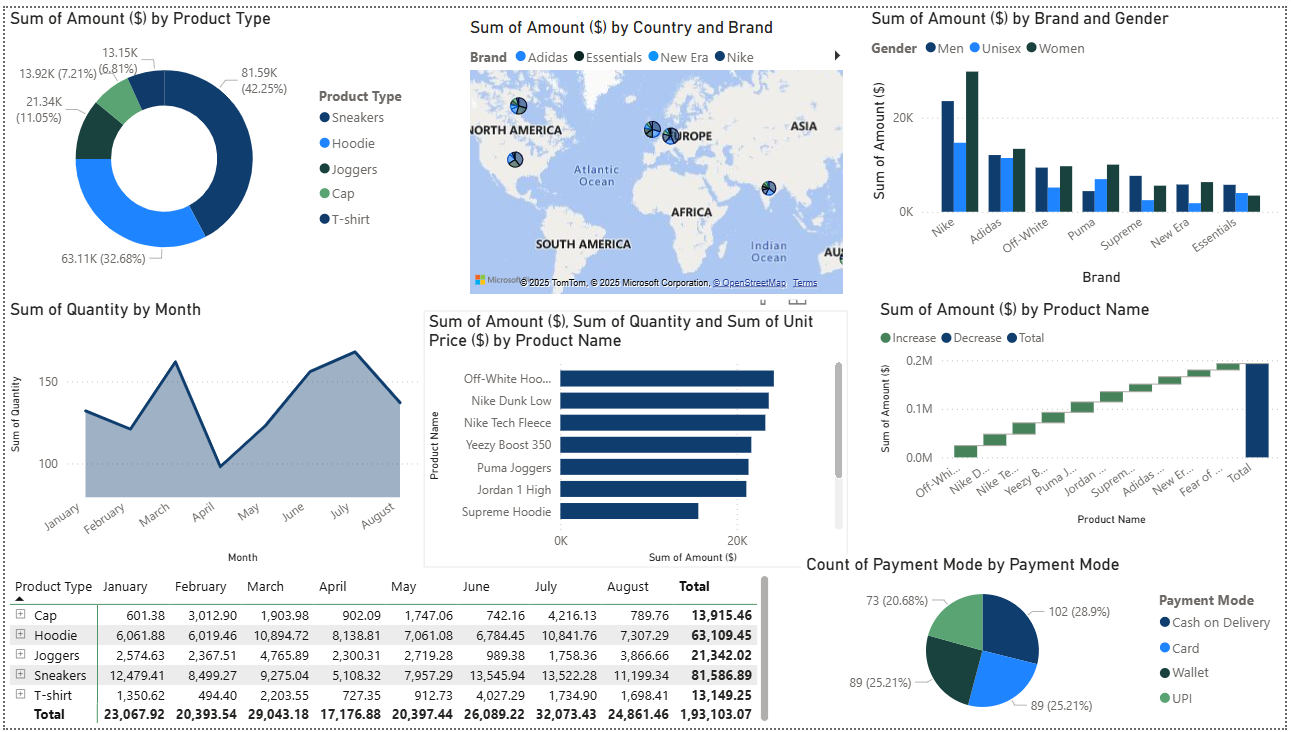 Sum of Amount ($) by Product Type
13.15K
(6.81%)
13.92K (7.21%)
81.59K
(42.25%)
21.34K
(11.05%)
63.11K (32.68%)
Product Type
Sneakers
Hoodie
Joggers
Cap
T-shirt
Sum of Amount ($) by Country and Brand
Brand Adidas Essentials New Era Nike
NORTH AMERICA
EUROPE
ASIA
Atlantic
Ocean
AFRICA
SOUTH AMERICA
Indian
Ocean
AU
Microsoft
© 2025 TomTom, © 2025 Microsoft Corporation, © OpenStreetMap Terms
Sum of Amount ($) by Brand and Gender
Gender Men Unisex Women
Sum of Amount ($)
20K
0K
Nike
Adidas
Off-White
Puma
Supreme
New Era
Essentials
Brand
Sum of Quantity by Month
Sum of Quantity
150
100
January
February
March
April
May
June
July
August
Month
Sum of Amount ($), Sum of Quantity and Sum of Unit
Price ($) by Product Name
Product Name
Off-White Hoo...
Nike Dunk Low
Nike Tech Fleece
Yeezy Boost 350
Puma Joggers
Jordan 1 High
Supreme Hoodie
0K 20K
Sum of Amount ($)
Sum of Amount ($) by Product Name
Increase Decrease Total
Sum of Amount ($)
0.2M
0.1M
0.0M
Off-Whi...
Nike D...
Nike Te...
Yeezy B...
Puma J...
Jordan ...
Suprem...
Adidas ...
New Er...
Fear of ...
Total
Product Name
Product Type January February March April May June July August Total
Cap 601.38 3,012.90 1,903.98 902.09 1,747.06 742.16 4,216.13 789.76 13,915.46
Hoodie 6,061.88 6,019.46 10,894.72 8,138.81 7,061.08 6,784.45 10,841.76 7,307.29 63,109.45
Joggers 2,574.63 2,367.51 4,765.89 2,300.31 2,719.28 989.38 1,758.36 3,866.66 21,342.02
Sneakers 12,479.41 8,499.27 9,275.04 5,108.32 7,957.29 13,545.94 13,522.28 11,199.34 81,586.89
T-shirt 1,350.62 494.40 2,203.55 727.35 912.73 4,027.29 1,734.90 1,698.41 13,149.25
Total 23,067.92 20,393.54 29,043.18 17,176.88 20,397.44 26,089.22 32,073.43 24,861.46 1,93,103.07
Count of Payment Mode by Payment Mode
73 (20.68%)
102 (28.9%)
89 (25.21%)
89 (25.21%)
Payment Mode
Cash on Delivery
Card
Wallet
UPI